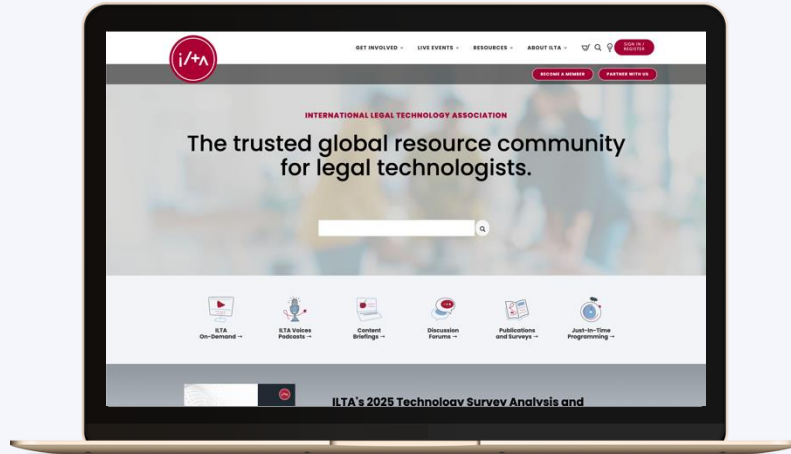 ilta
GET INVOLVED
LIVE EVENTS
RESOURCES
ABOUT ILTA
SIGN IN /
REGISTER
BECOME A MEMBER
PARTNER WITH US
INTERNATIONAL LEGAL TECHNOLOGY ASSOCIATION
The trusted global resource community
for legal technologists.
ILTA
On-Demand →
ILTA Voices
Podcasts →
Content
Briefings →
Discussion
Forums →
Publications
and Surveys →
Just-In-Time
Programming →
ILTA's 2025 Technology Survey Analysis and